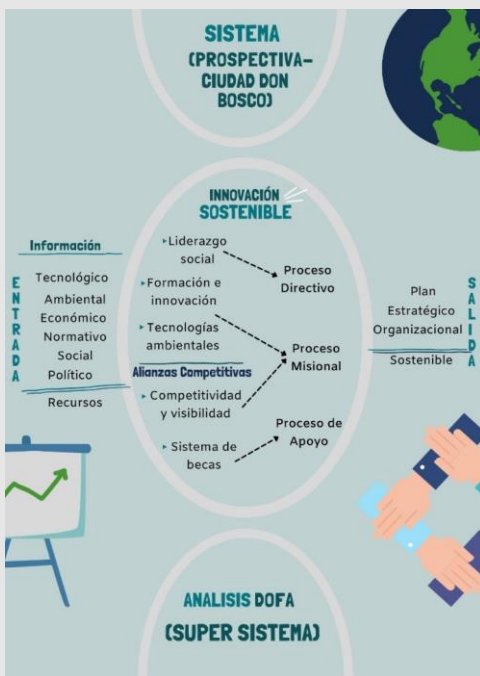 SISTEMA
(PROSPECTIVA-
CIUDAD DON
BOSCO)
INNOVACIÓN
SOSTENIBLE
Información
ENTRADA
Tecnológico
Ambiental
Económico
Normativo
Social
Político
Recursos
Liderazgo
social
Formación e
innovación
Tecnologías
ambientales
Alianzas Competitivas
Competitividad
y visibilidad
Sistema de
becas
Proceso
Directivo
Proceso
Misional
Proceso de
Apoyo
Plan
Estratégico
Organizacional
Sostenible
SALIDA
ANALISIS DOFA
(SUPER SISTEMA)